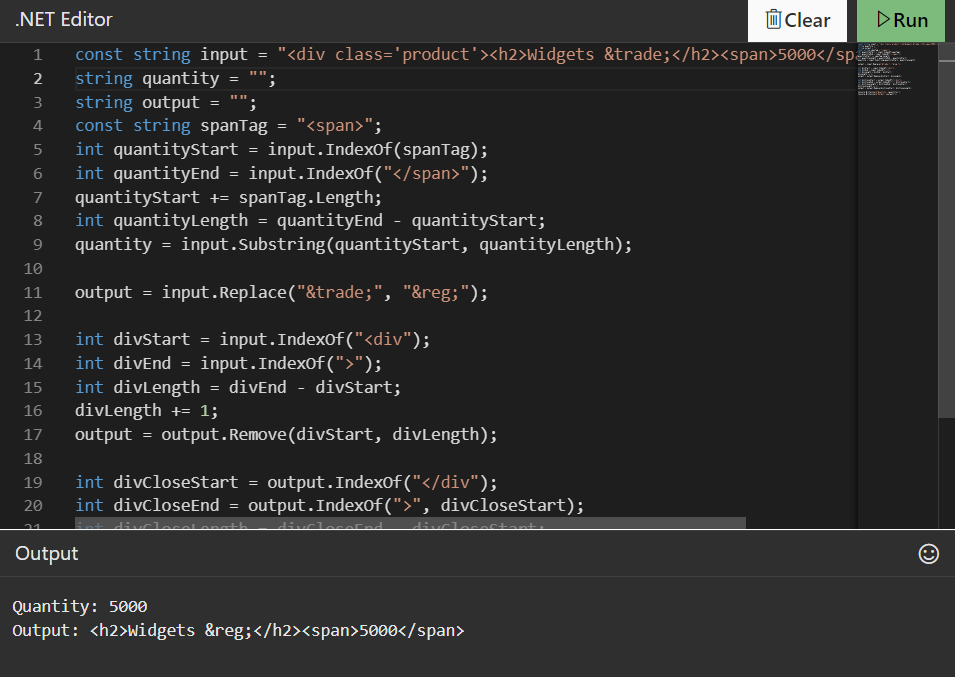 .NET Editor
Clear
Run
1 const string input = "<div class='product'><h2>Widgets &trade;</h2><span>5000</sp
2 string quantity = "";
3 string output = "";
4 const string spanTag = "<span>";
5 int quantityStart = input.IndexOf(spanTag);
6 int quantityEnd = input.IndexOf("</span>");
7 quantityStart += spanTag.Length;
8 int quantityLength = quantityEnd - quantityStart;
9 quantity = input.Substring(quantityStart, quantityLength);
10
11 output = input.Replace("&trade;", "&reg;");
12
13 int divStart = input.IndexOf("<div");
14 int divEnd = input.IndexOf(">");
15 int divLength = divEnd - divStart;
16 divLength += 1;
17 output = output.Remove(divStart, divLength);
18
19 int divCloseStart = output.IndexOf("</div");
20 int divCloseEnd = output.IndexOf(">", divCloseStart);
21 int divCloseLength = divCloseEnd - divCloseStart;
Output
Quantity: 5000
Output: <h2>Widgets &reg;</h2><span>5000</span>